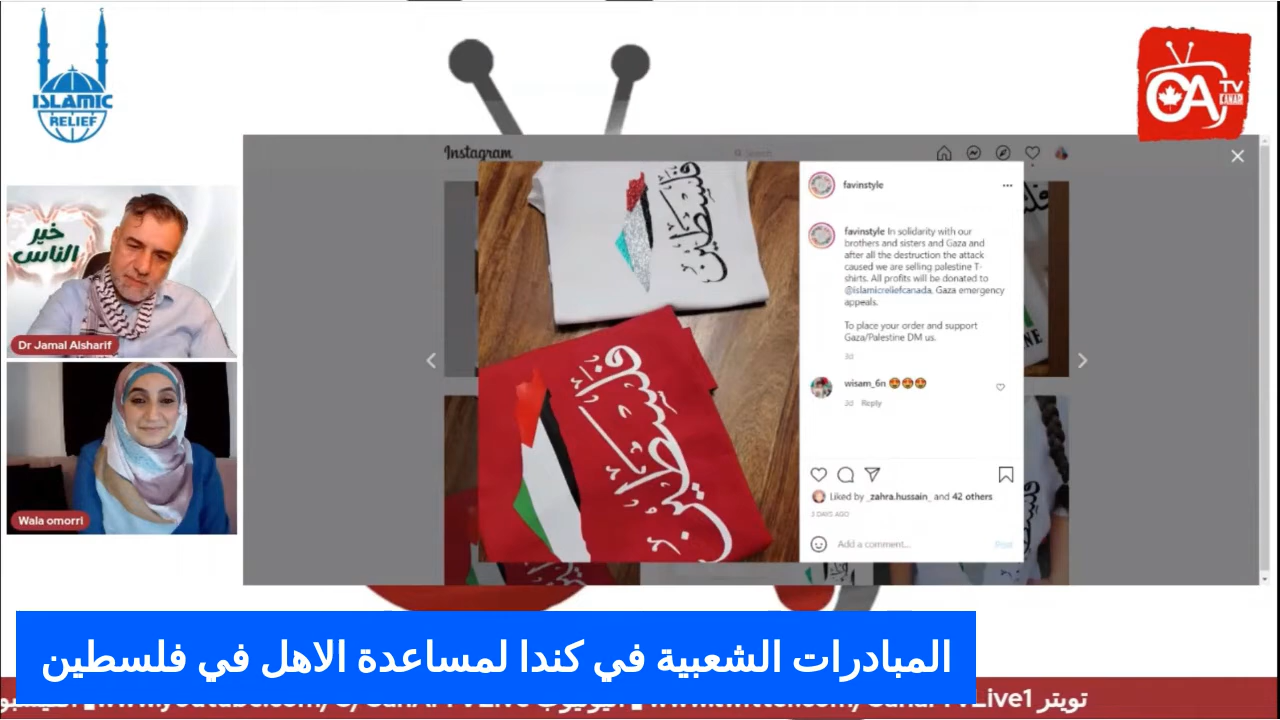 ISLAMIC
RELIEF
CA TV
CANADA
Instagram
Search
favinstyle
favinstyle In solidarity with our
brothers and sisters and Gaza and
after all the destruction the attack
caused we are selling palestine T-
shirts. All profits will be donated to
@islamicreliefcanada, Gaza emergency
appeals.
To place your order and support
Gaza/Palestine DM us.
3d
wisam_6n 😍😍😍
3d Reply
Liked by _zahra.hussain_ and 42 others
3 DAYS AGO
Add a comment...
Post
فلسطين
فلسطين
خير
الناس
Dr Jamal Alsharif
Wala omorri
المبادرات الشعبية في كندا لمساعدة الاهل في فلسطين
تويتر